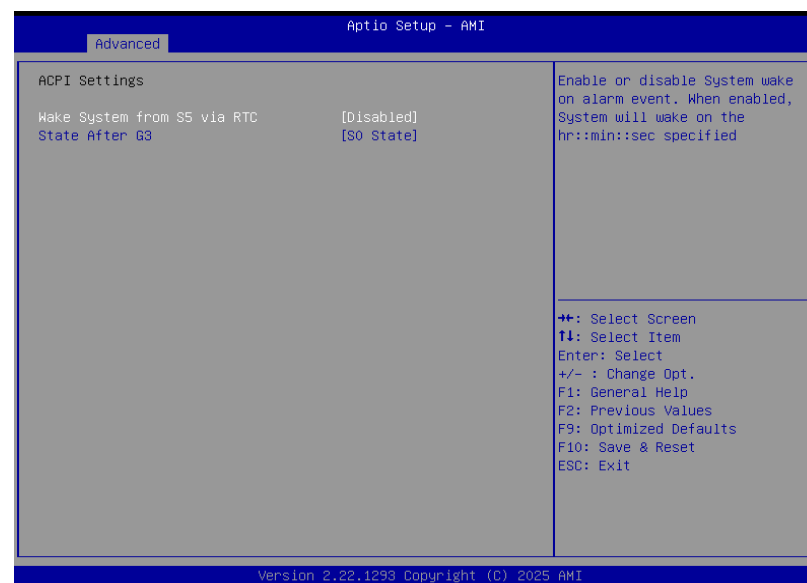 Aptio Setup – AMI
Advanced
ACPI Settings
Wake System from S5 via RTC [Disabled]
State After G3 [S0 State]
Enable or disable System wake
on alarm event. When enabled,
System will wake on the
hr::min::sec specified
→←: Select Screen
↑↓: Select Item
Enter: Select
+/- : Change Opt.
F1: General Help
F2: Previous Values
F9: Optimized Defaults
F10: Save & Reset
ESC: Exit
Version 2.22.1293 Copyright (C) 2025 AMI